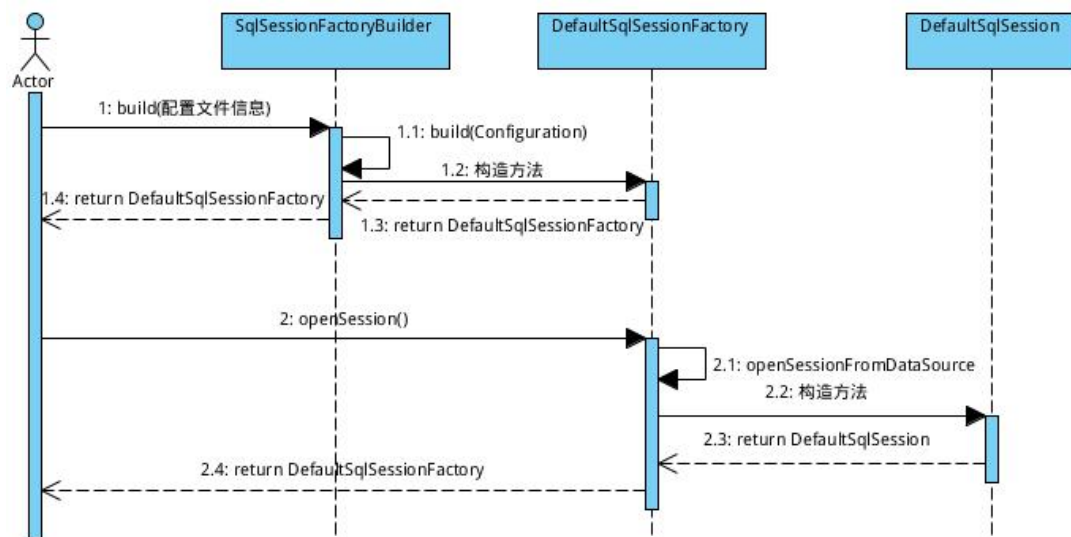 SqlSessionFactoryBuilder
DefaultSqlSessionFactory
DefaultSqlSession
Actor
1: build(配置文件信息)
1.1: build(Configuration)
1.2: 构造方法
1.4: return DefaultSqlSessionFactory
1.3: return DefaultSqlSessionFactory
2: openSession()
2.1: openSessionFromDataSource
2.2: 构造方法
2.3: return DefaultSqlSession
2.4: return DefaultSqlSessionFactory